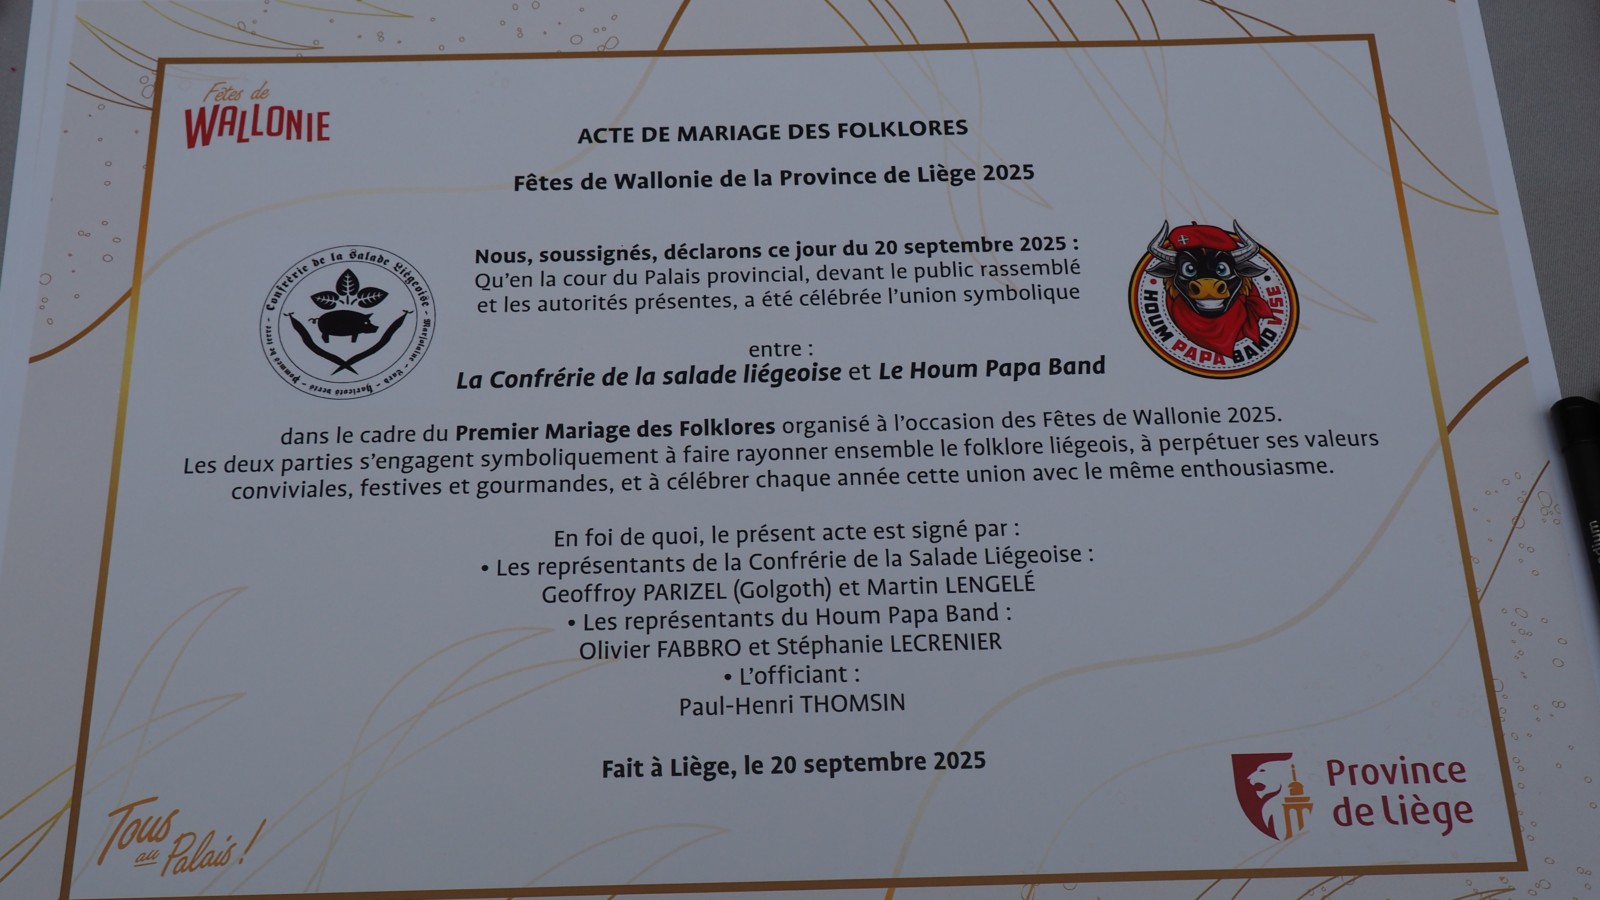 Fêtes de
WALLONIE
ACTE DE MARIAGE DES FOLKLORES
Fêtes de Wallonie de la Province de Liège 2025
Confrérie de la Salade Liégeoise - Marjolaine - Lard - Haricots verts - Pommes de terre -
Nous, soussignés, déclarons ce jour du 20 septembre 2025 :
Qu'en la cour du Palais provincial, devant le public rassemblé
et les autorités présentes, a été célébrée l'union symbolique
HOUM PAPA BAND VISE
entre :
La Confrérie de la salade liégeoise et Le Houm Papa Band
dans le cadre du Premier Mariage des Folklores organisé à l'occasion des Fêtes de Wallonie 2025.
Les deux parties s'engagent symboliquement à faire rayonner ensemble le folklore liégeois, à perpétuer ses valeurs
conviviales, festives et gourmandes, et à célébrer chaque année cette union avec le même enthousiasme.
En foi de quoi, le présent acte est signé par :
• Les représentants de la Confrérie de la Salade Liégeoise :
Geoffroy PARIZEL (Golgoth) et Martin LENGELÉ
• Les représentants du Houm Papa Band :
Olivier FABBRO et Stéphanie LECRENIER
• L'officiant :
Paul-Henri THOMSIN
Fait à Liège, le 20 septembre 2025
Tous
au Palais !
Province
de Liège